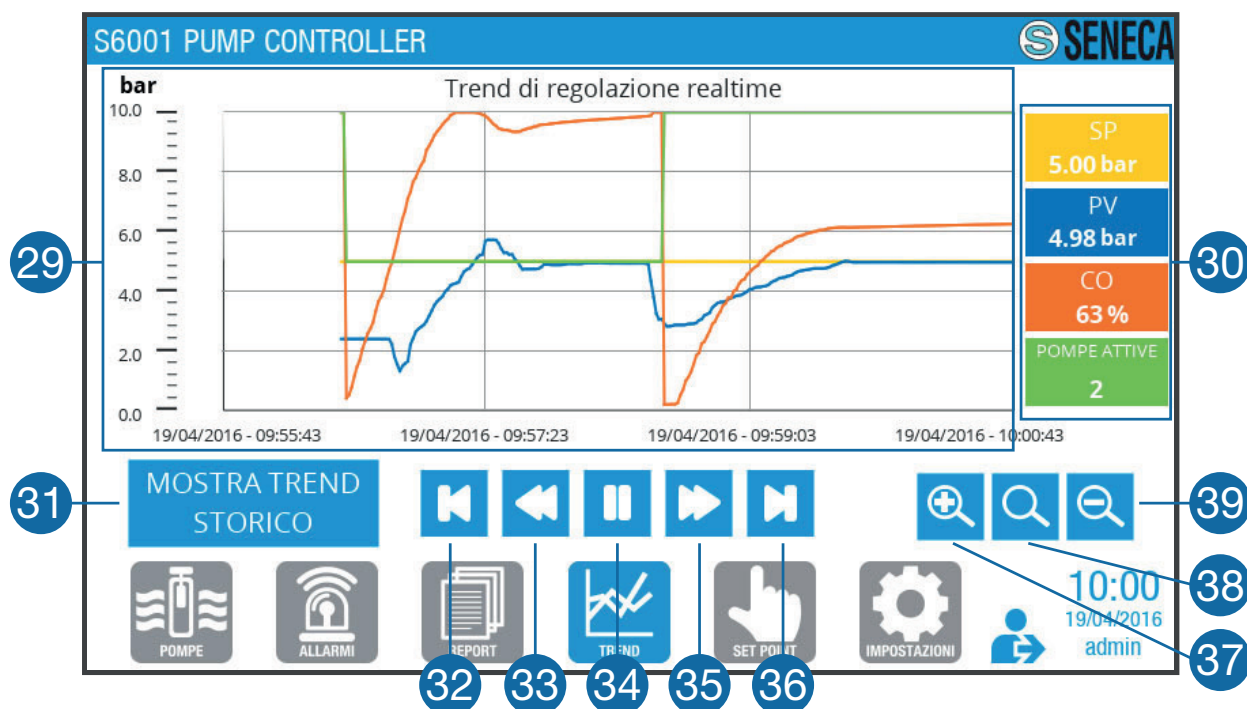 S6001 PUMP CONTROLLER
S SENECA
bar
Trend di regolazione realtime
10.0
8.0
6.0
4.0
2.0
0.0
19/04/2016 - 09:55:43
19/04/2016 - 09:57:23
19/04/2016 - 09:59:03
19/04/2016 - 10:00:43
SP
5.00 bar
PV
4.98 bar
CO
63 %
POMPE ATTIVE
2
29
30
31
MOSTRA TREND
STORICO
39
38
37
POMPE
ALLARMI
REPORT
TREND
SET POINT
IMPOSTAZIONI
10:00
19/04/2016
admin
32
33
34
35
36